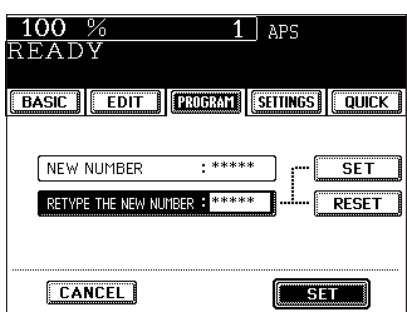 100 % 1 APS
READY
BASIC EDIT PROGRAM SETTINGS QUICK
NEW NUMBER : ***** SET
RETYPE THE NEW NUMBER : ***** RESET
CANCEL SET